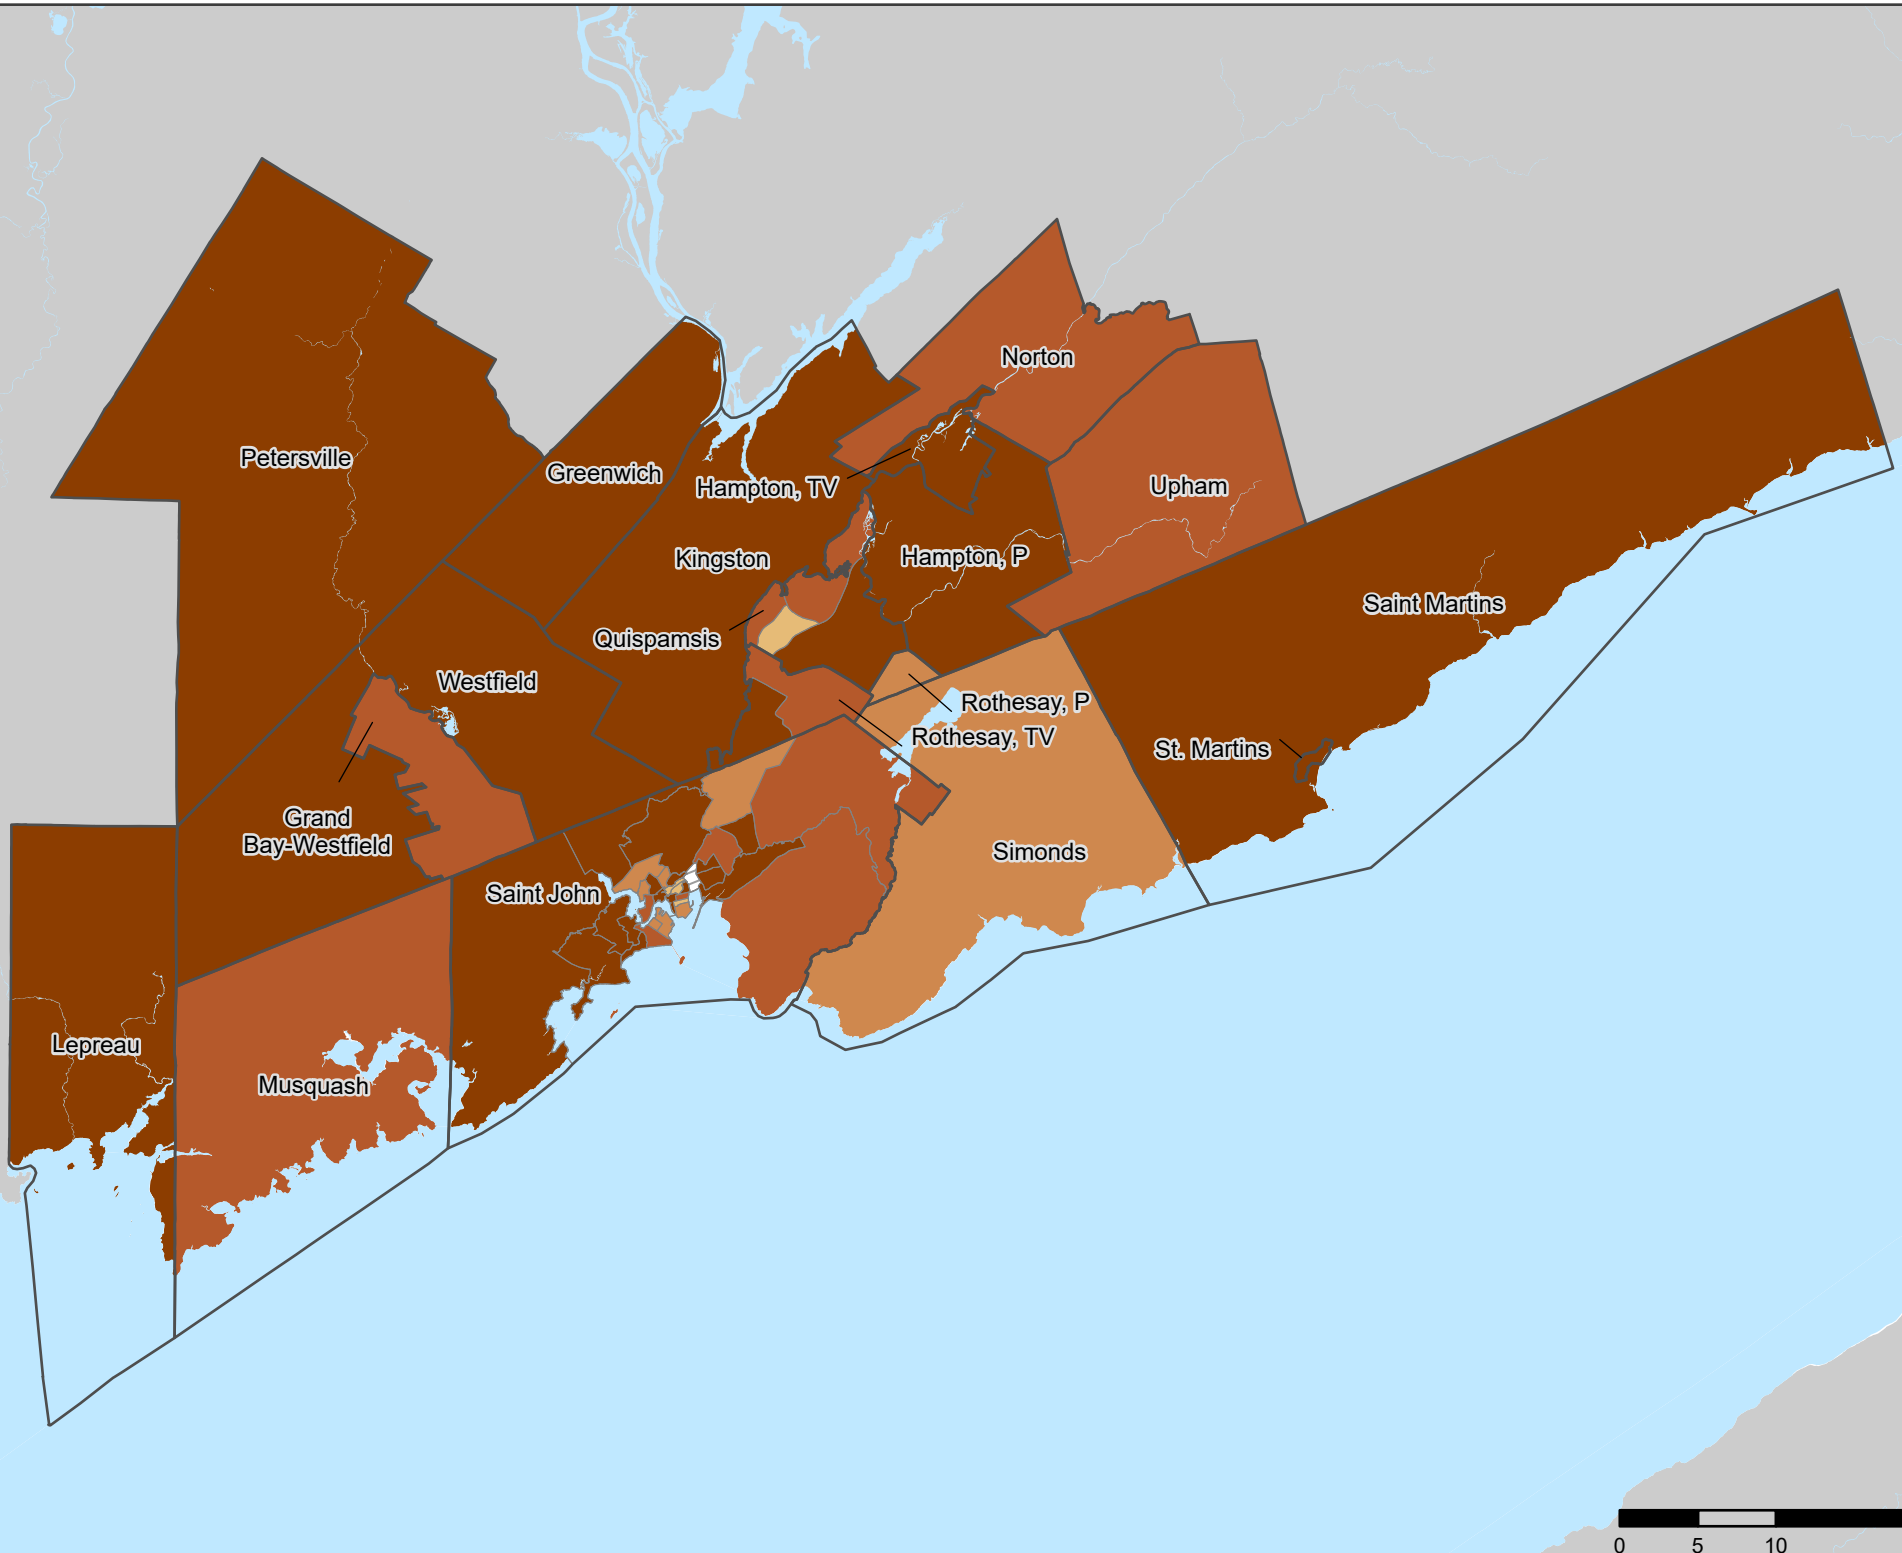 Norton
Petersville
Greenwich
Hampton, TV
Upham
Kingston
Hampton, P
Saint Martins
Quispamsis
Westfield
Rothesay, P
Rothesay, TV
St. Martins
Grand
Bay-Westfield
Simonds
Saint John
Lepreau
Musquash
0 5 10